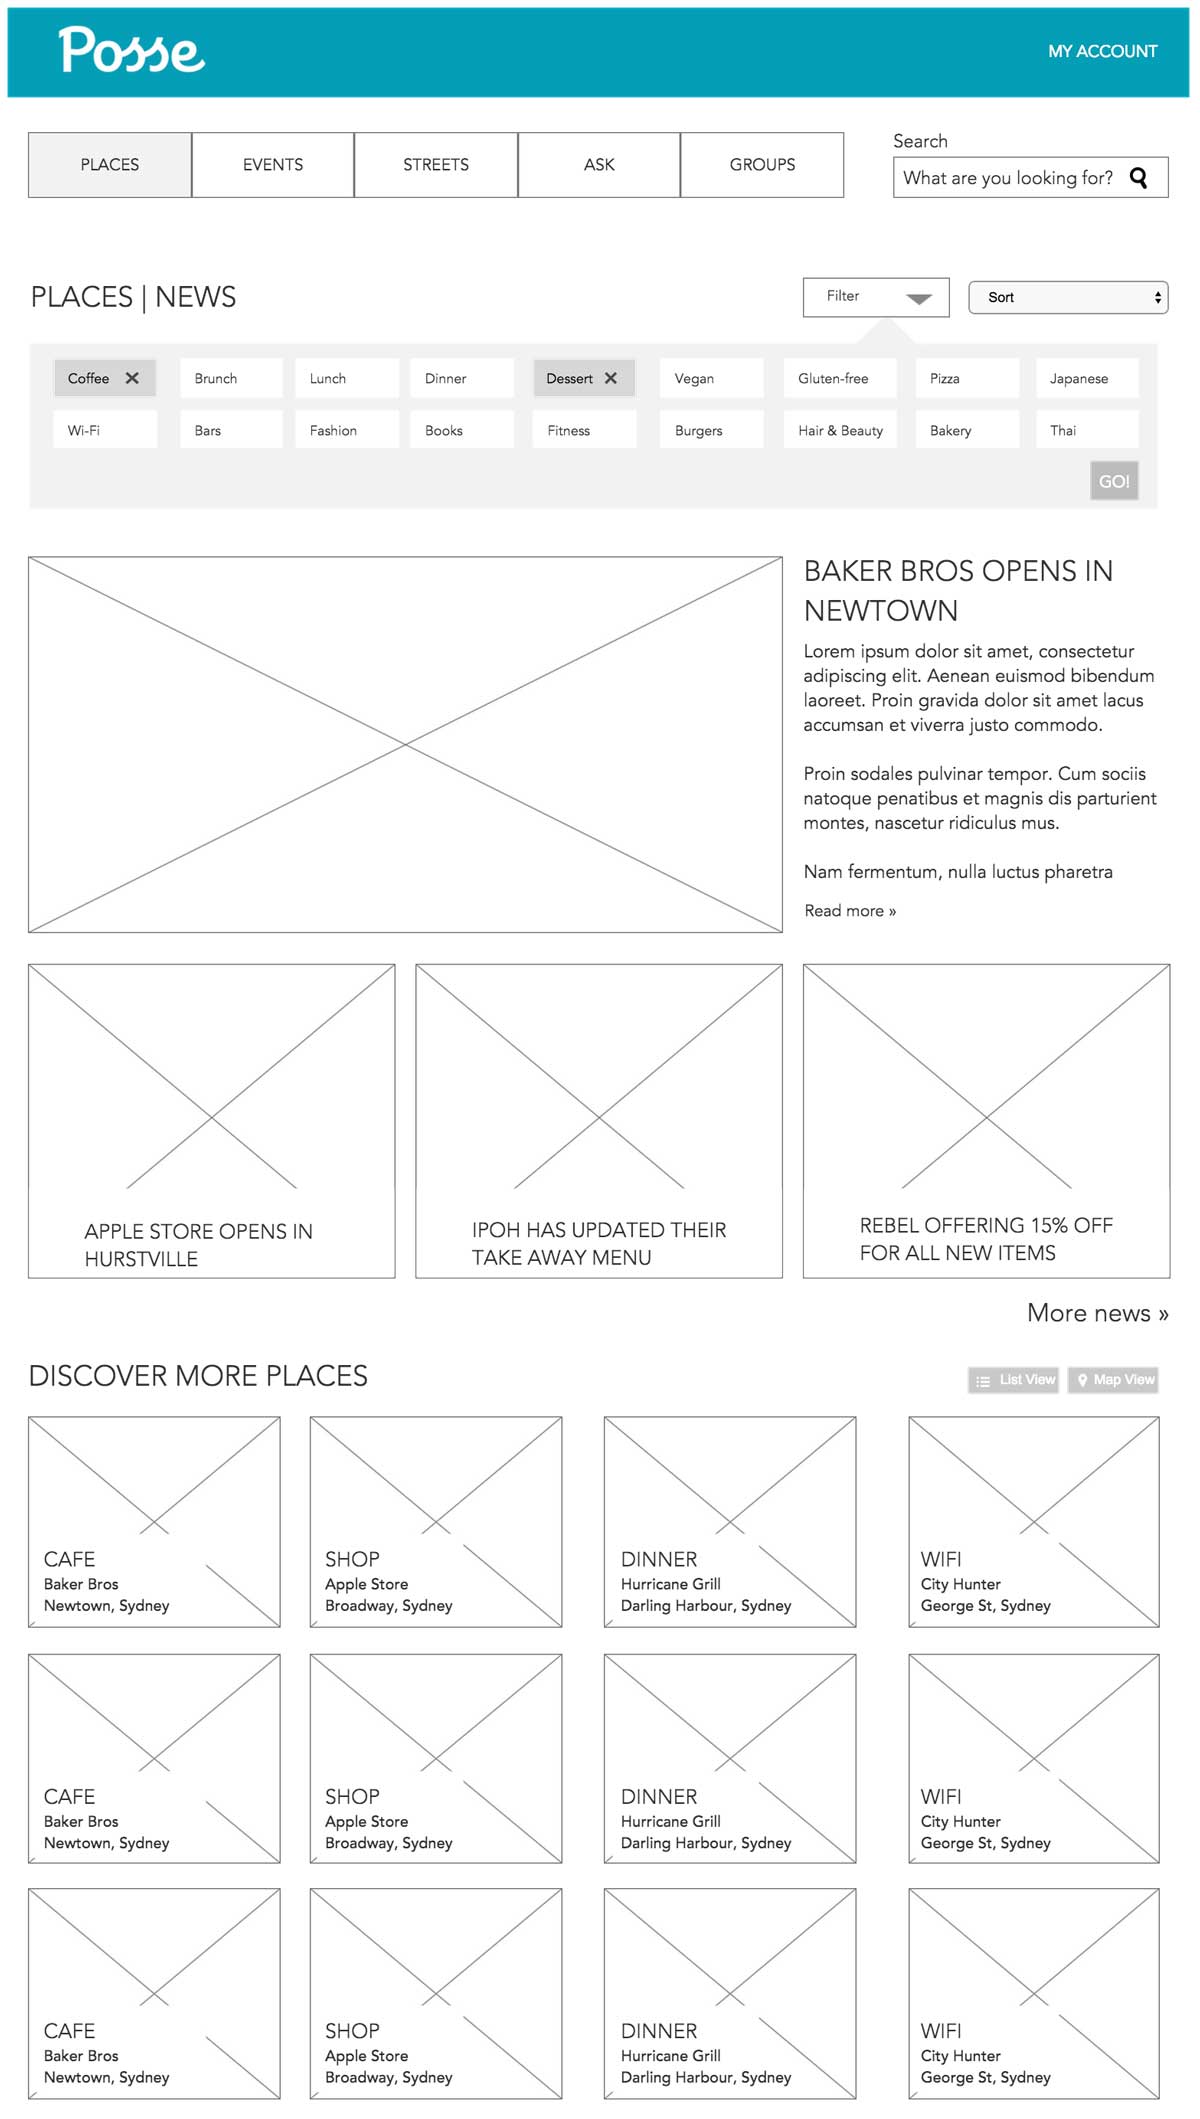 Posse
MY ACCOUNT
PLACES
EVENTS
STREETS
ASK
GROUPS
Search
What are you looking for?
PLACES | NEWS
Filter
Sort
Coffee
Brunch
Lunch
Dinner
Dessert
Vegan
Gluten-free
Pizza
Japanese
Wi-Fi
Bars
Fashion
Books
Fitness
Burgers
Hair & Beauty
Bakery
Thai
GO!
BAKER BROS OPENS IN
NEWTOWN
Lorem ipsum dolor sit amet, consectetur
adipiscing elit. Aenean euismod bibendum
laoreet. Proin gravida dolor sit amet lacus
accumsan et viverra justo commodo.
Proin sodales pulvinar tempor. Cum sociis
natoque penatibus et magnis dis parturient
montes, nascetur ridiculus mus.
Nam fermentum, nulla luctus pharetra
Read more »
APPLE STORE OPENS IN
HURSTVILLE
IPOH HAS UPDATED THEIR
TAKE AWAY MENU
REBEL OFFERING 15% OFF
FOR ALL NEW ITEMS
More news »
DISCOVER MORE PLACES
List View
Map View
CAFE
Baker Bros
Newtown, Sydney
SHOP
Apple Store
Broadway, Sydney
DINNER
Hurricane Grill
Darling Harbour, Sydney
WIFI
City Hunter
George St, Sydney
CAFE
Baker Bros
Newtown, Sydney
SHOP
Apple Store
Broadway, Sydney
DINNER
Hurricane Grill
Darling Harbour, Sydney
WIFI
City Hunter
George St, Sydney
CAFE
Baker Bros
Newtown, Sydney
SHOP
Apple Store
Broadway, Sydney
DINNER
Hurricane Grill
Darling Harbour, Sydney
WIFI
City Hunter
George St, Sydney